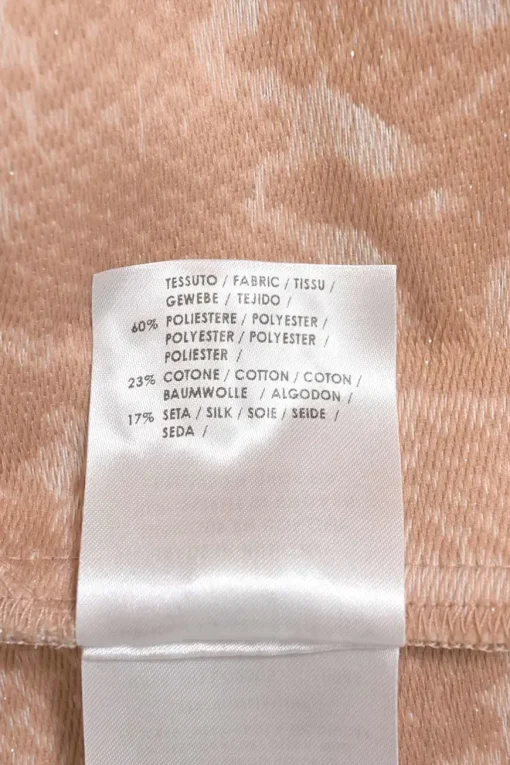 TESSUTO / FABRIC / TISSU /
GEWEBE / TEJIDO /
60% POLIESTERE / POLYESTER /
POLYESTER / POLYESTER /
POLIESTER /
23% COTONE / COTTON / COTON /
BAUMWOLLE / ALGODON /
17% SETA / SILK / SOIE / SEIDE /
SEDA /